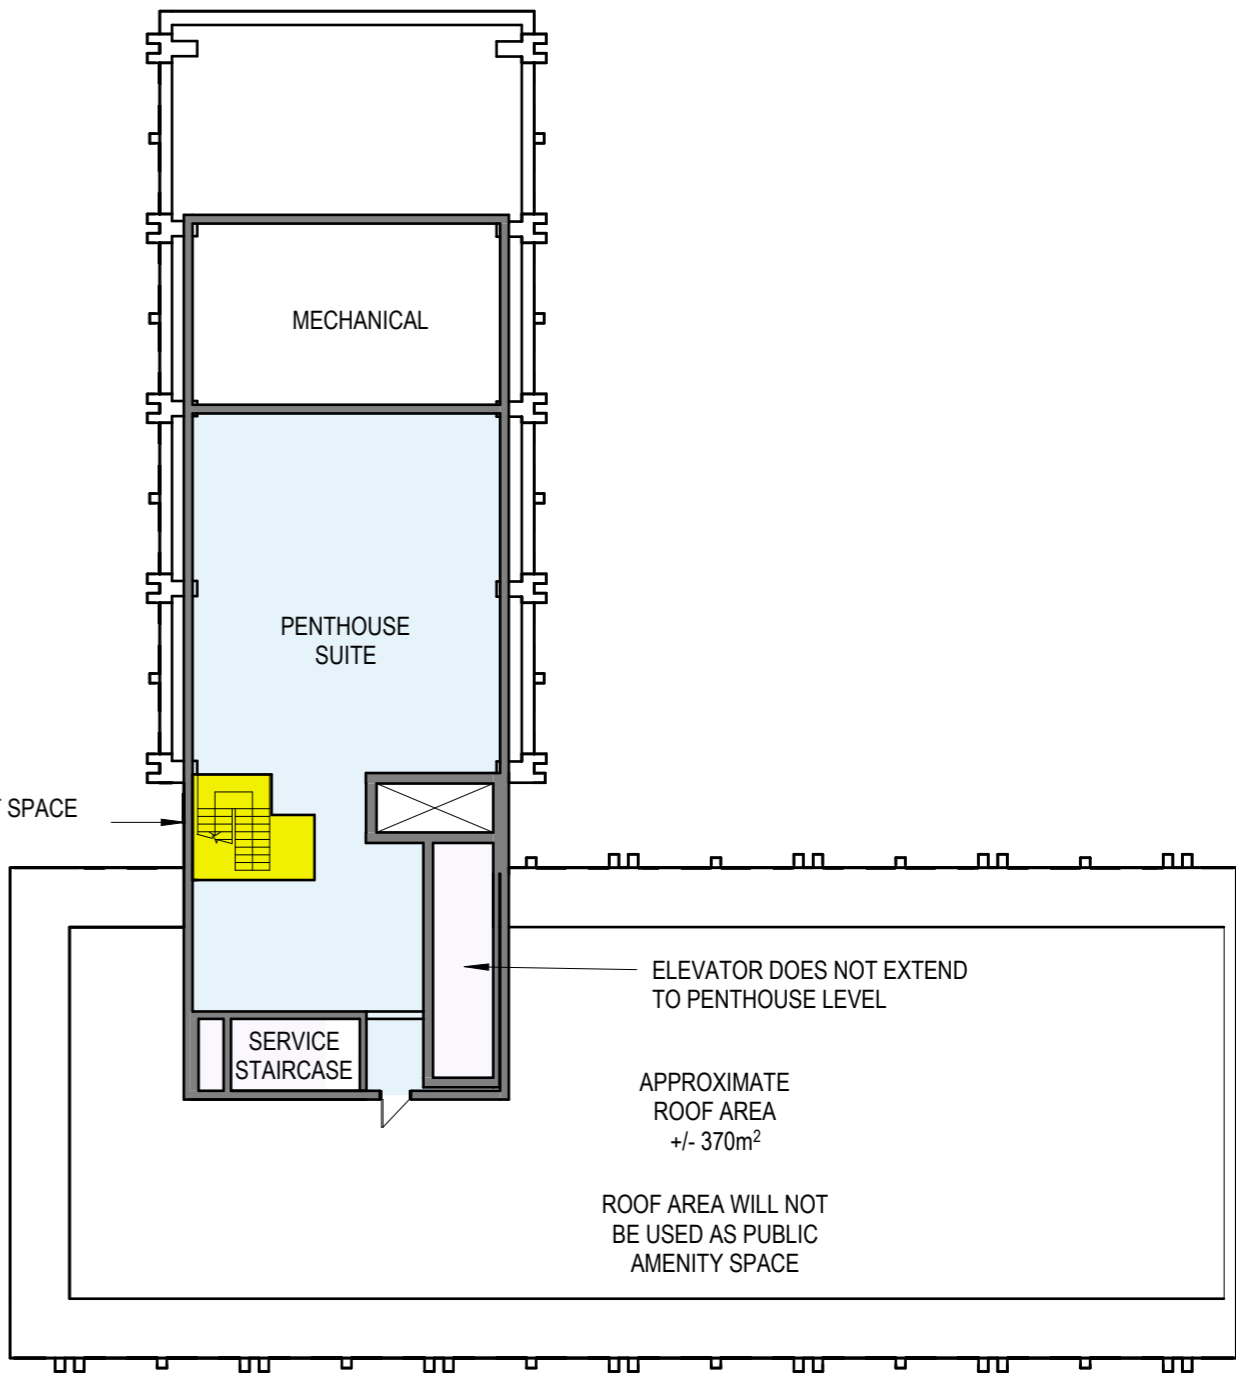 MECHANICAL
PENTHOUSE
SUITE
SPACE
ELEVATOR DOES NOT EXTEND
TO PENTHOUSE LEVEL
SERVICE
STAIRCASE
APPROXIMATE
ROOF AREA
+/- 370m²
ROOF AREA WILL NOT
BE USED AS PUBLIC
AMENITY SPACE